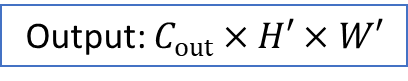 Output: C_out × H′ × W′